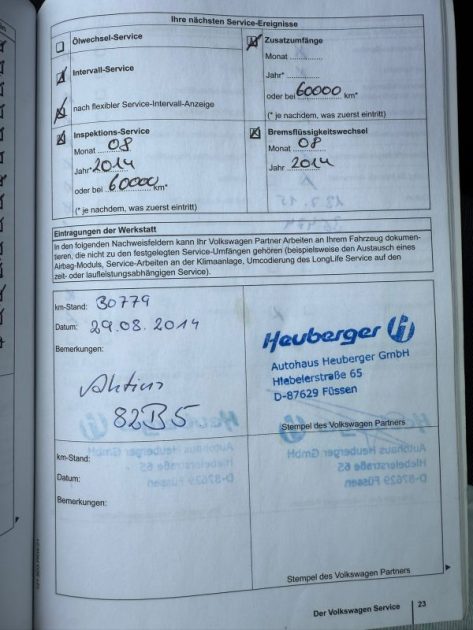 Ihre nächsten Service-Ereignisse
Ölwechsel-Service
Intervall-Service
nach flexibler Service-Intervall-Anzeige
Zusatzumfänge
Monat
Jahr*
oder bei 60000 km*
(* je nachdem, was zuerst eintritt)
Inspektions-Service
Monat 08
Jahr* 2014
oder bei 60000 km*
(* je nachdem, was zuerst eintritt)
Bremsflüssigkeitswechsel
Monat 08
Jahr 2014
Eintragungen der Werkstatt
In den folgenden Nachweisfeldern kann Ihr Volkswagen Partner Arbeiten an Ihrem Fahrzeug dokumen-
tieren, die nicht zu den festgelegten Service-Umfängen gehören (beispielsweise den Austausch eines
Airbag-Moduls, Service-Arbeiten an der Klimaanlage, Umcodierung des LongLife Service auf den
zeit- oder laufleistungsabhängigen Service).
km-Stand: 30779
Datum: 29.08.2014
Bemerkungen:
Aktion
82B5
Heuberger
Autohaus Heuberger GmbH
Hiebelerstraße 65
D-87629 Füssen
Stempel des Volkswagen Partners
km-Stand:
Datum:
Bemerkungen:
Stempel des Volkswagen Partners
Der Volkswagen Service 23